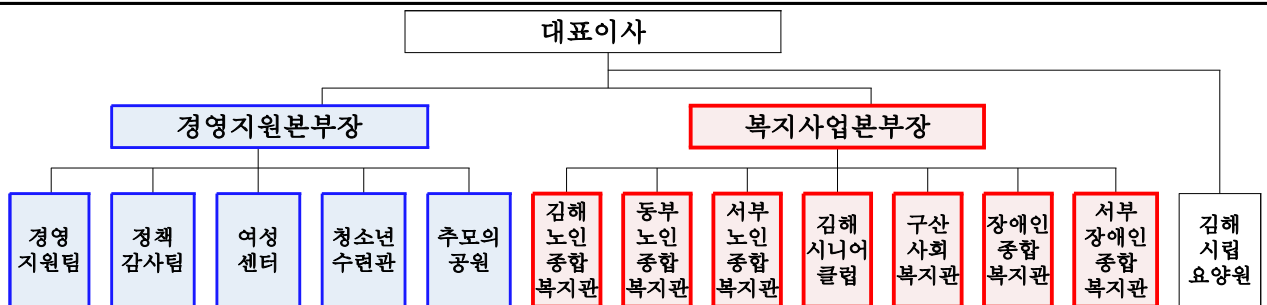 대표이사
경영지원본부장
복지사업본부장
경영
지원팀
정책
감사팀
여성
센터
청소년
수련관
추모의
공원
김해
노인
종합
복지관
동부
노인
종합
복지관
서부
노인
종합
복지관
김해
시니어
클럽
구산
사회
복지관
장애인
종합
복지관
서부
장애인
종합
복지관
김해
시립
요양원